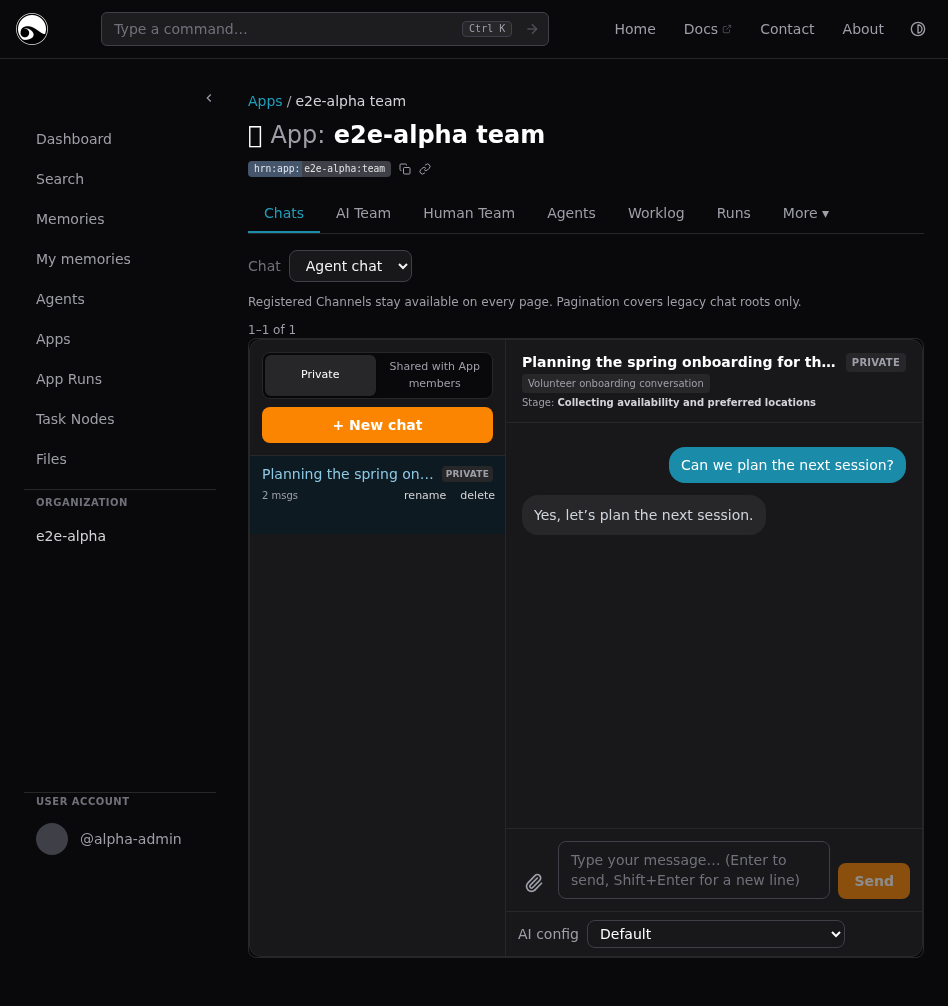 Type a command…
Ctrl K
Home
Docs
Contact
About
Dashboard
Search
Memories
My memories
Agents
Apps
App Runs
Task Nodes
Files
ORGANIZATION
e2e-alpha
USER ACCOUNT
@alpha-admin
Apps / e2e-alpha team
App: e2e-alpha team
hrn:app: e2e-alpha:team
Chats
AI Team
Human Team
Agents
Worklog
Runs
More ▾
Chat
Agent chat
Registered Channels stay available on every page. Pagination covers legacy chat roots only.
1–1 of 1
Private
Shared with App
members
+ New chat
Planning the spring on…
PRIVATE
2 msgs
rename
delete
Planning the spring onboarding for th…
PRIVATE
Volunteer onboarding conversation
Stage: Collecting availability and preferred locations
Can we plan the next session?
Yes, let’s plan the next session.
Type your message… (Enter to
send, Shift+Enter for a new line)
Send
AI config
Default